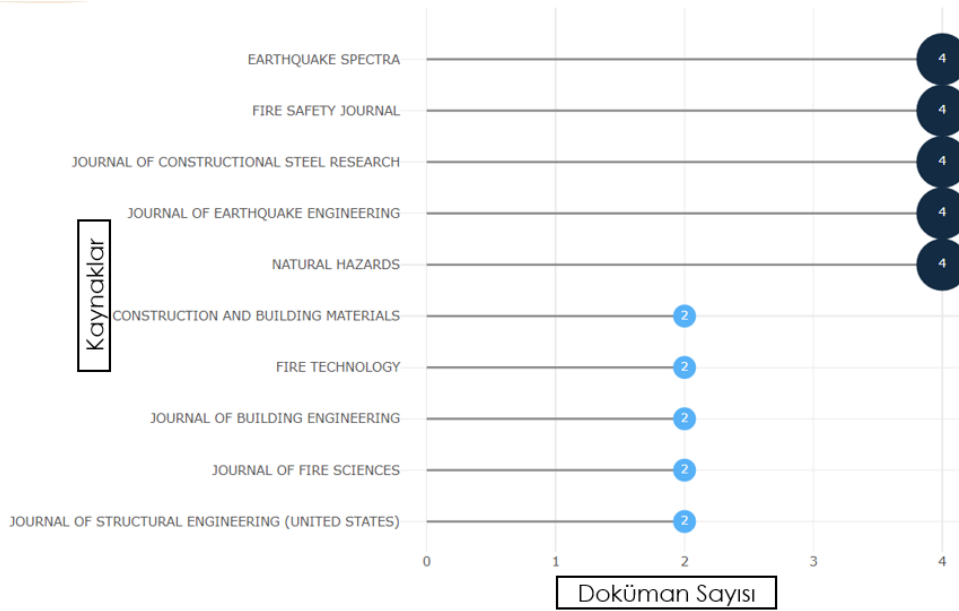 EARTHQUAKE SPECTRA 4
FIRE SAFETY JOURNAL 4
JOURNAL OF CONSTRUCTIONAL STEEL RESEARCH 4
JOURNAL OF EARTHQUAKE ENGINEERING 4
NATURAL HAZARDS 4
CONSTRUCTION AND BUILDING MATERIALS 2
FIRE TECHNOLOGY 2
JOURNAL OF BUILDING ENGINEERING 2
JOURNAL OF FIRE SCIENCES 2
JOURNAL OF STRUCTURAL ENGINEERING (UNITED STATES) 2
Kaynaklar
0 1 2 3 4
Doküman Sayısı